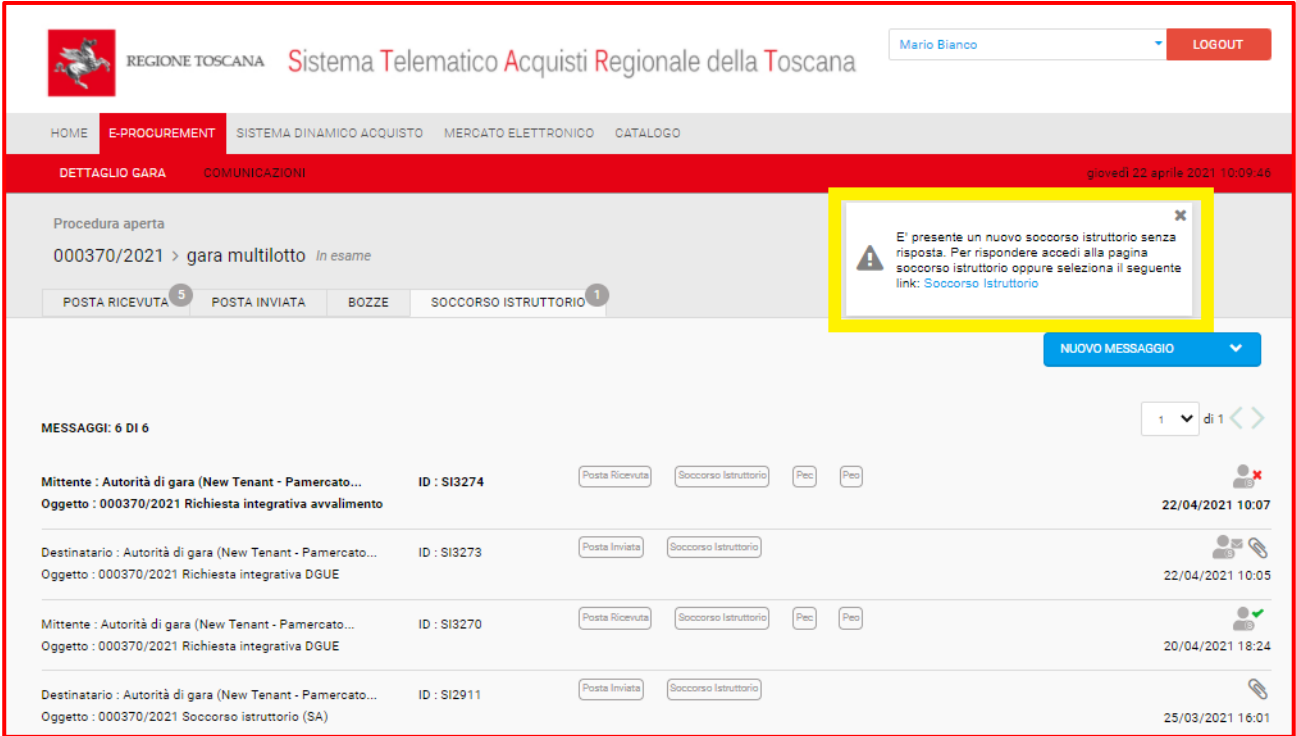 REGIONE TOSCANA Sistema Telematico Acquisti Regionale della Toscana
Mario Bianco LOGOUT
HOME E-PROCUREMENT SISTEMA DINAMICO ACQUISTO MERCATO ELETTRONICO CATALOGO
DETTAGLIO GARA COMUNICAZIONI giovedì 22 aprile 2021 10:09:46
Procedura aperta
000370/2021 > gara multilotto In esame
E' presente un nuovo soccorso istruttorio senza
risposta. Per rispondere accedi alla pagina
soccorso istruttorio oppure seleziona il seguente
link: Soccorso Istruttorio
POSTA RICEVUTA 5 POSTA INVIATA BOZZE SOCCORSO ISTRUTTORIO 1
NUOVO MESSAGGIO
MESSAGGI: 6 DI 6
1 di 1
Mittente : Autorità di gara (New Tenant - Pamercato... ID : SI3274 Posta Ricevuta Soccorso Istruttorio Pec Peo
Oggetto : 000370/2021 Richiesta integrativa avvalimento 22/04/2021 10:07
Destinatario : Autorità di gara (New Tenant - Pamercato... ID : SI3273 Posta Inviata Soccorso Istruttorio
Oggetto : 000370/2021 Richiesta integrativa DGUE 22/04/2021 10:05
Mittente : Autorità di gara (New Tenant - Pamercato... ID : SI3270 Posta Ricevuta Soccorso Istruttorio Pec Peo
Oggetto : 000370/2021 Richiesta integrativa DGUE 20/04/2021 18:24
Destinatario : Autorità di gara (New Tenant - Pamercato... ID : SI2911 Posta Inviata Soccorso Istruttorio
Oggetto : 000370/2021 Soccorso istruttorio (SA) 25/03/2021 16:01